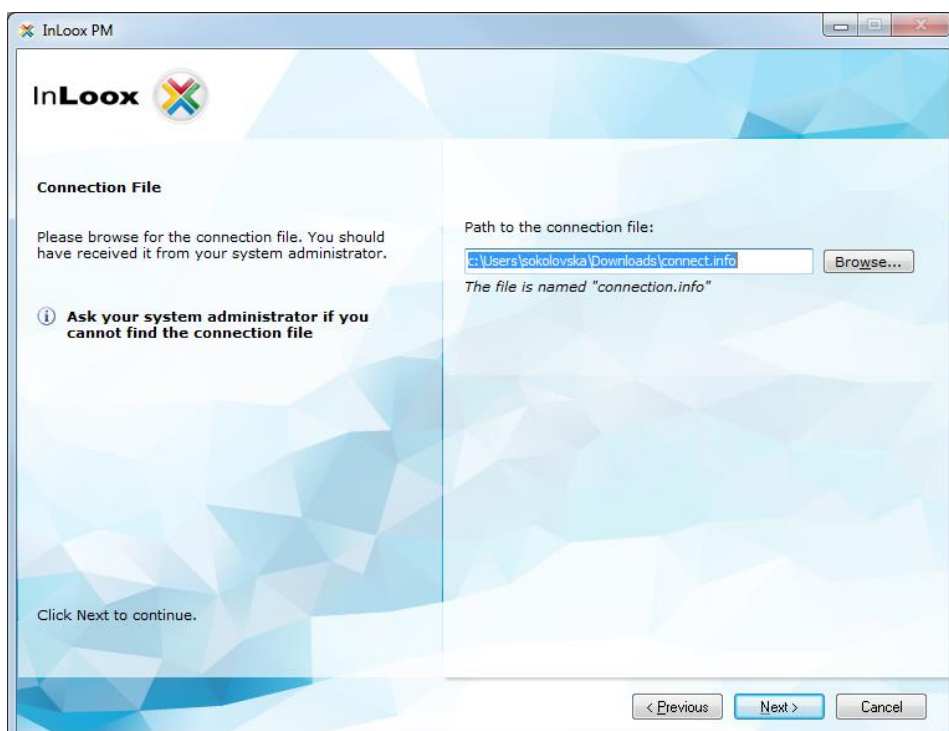 InLoox PM
InLoox
Connection File
Please browse for the connection file. You should
have received it from your system administrator.
Ask your system administrator if you
cannot find the connection file
Path to the connection file:
c:\Users\sokolovska\Downloads\connect.info
Browse...
The file is named "connection.info"
Click Next to continue.
< Previous
Next >
Cancel